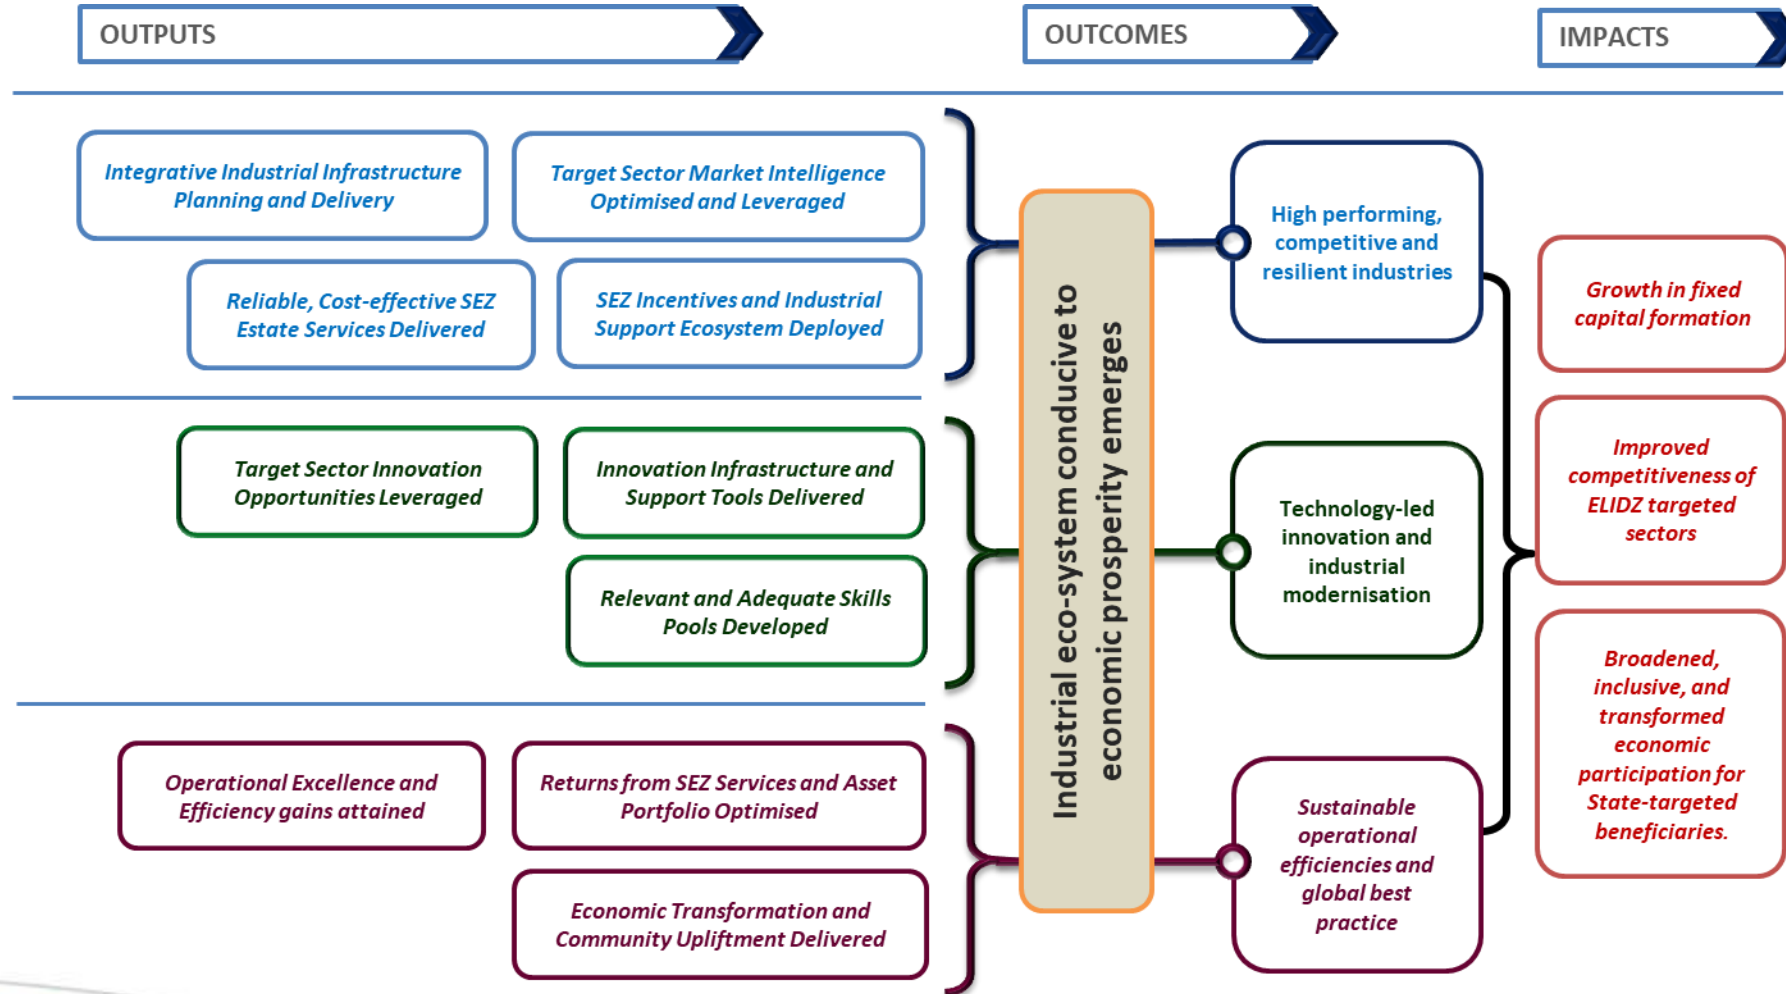 OUTPUTS
OUTCOMES
IMPACTS
Integrative Industrial Infrastructure
Planning and Delivery
Target Sector Market Intelligence
Optimised and Leveraged
Reliable, Cost-effective SEZ
Estate Services Delivered
SEZ Incentives and Industrial
Support Ecosystem Deployed
Target Sector Innovation
Opportunities Leveraged
Innovation Infrastructure and
Support Tools Delivered
Relevant and Adequate Skills
Pools Developed
Operational Excellence and
Efficiency gains attained
Returns from SEZ Services and Asset
Portfolio Optimised
Economic Transformation and
Community Upliftment Delivered
Industrial eco-system conducive to
economic prosperity emerges
High performing,
competitive and
resilient industries
Technology-led
innovation and
industrial
modernisation
Sustainable
operational
efficiencies and
global best
practice
Growth in fixed
capital formation
Improved
competitiveness of
ELIDZ targeted
sectors
Broadened,
inclusive, and
transformed
economic
participation for
State-targeted
beneficiaries.